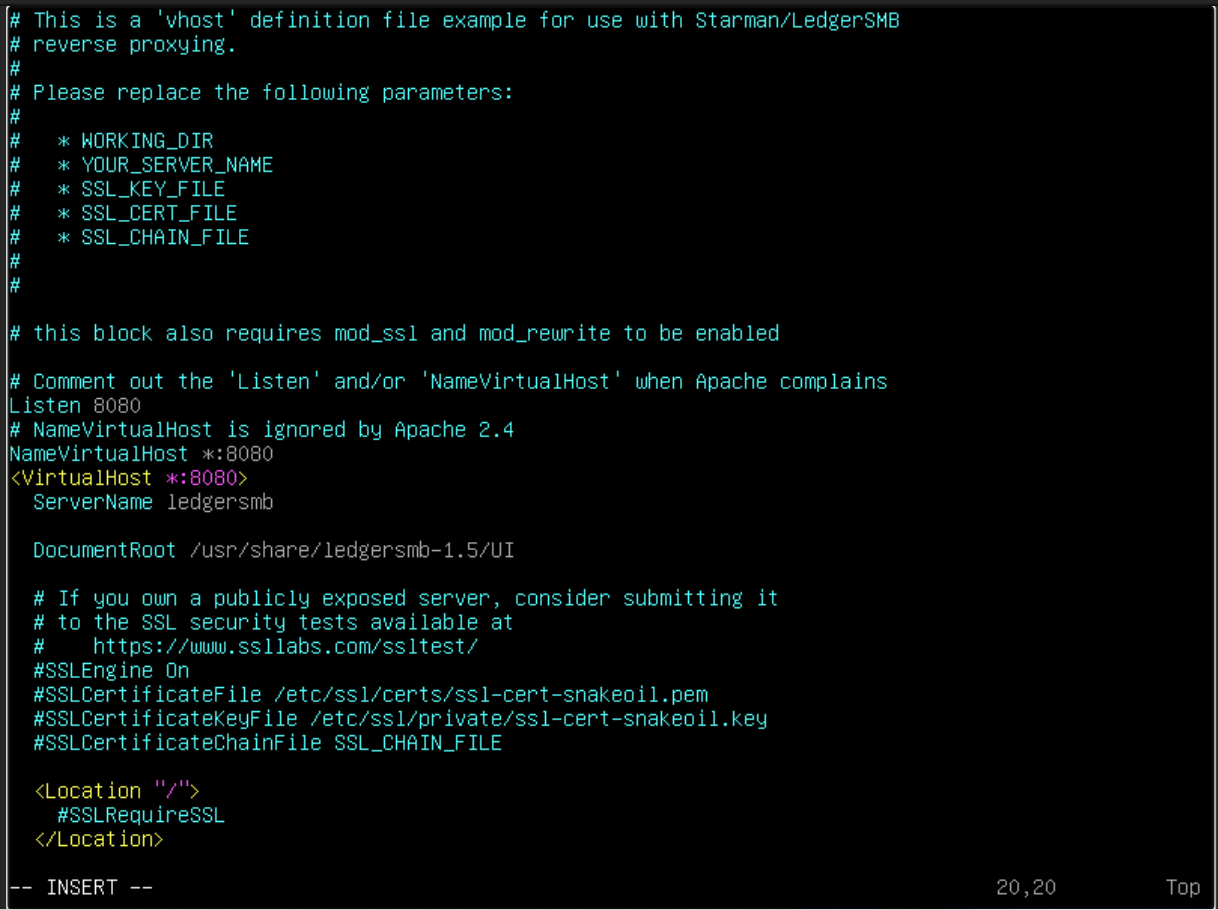 # This is a 'vhost' definition file example for use with Starman/LedgerSMB
# reverse proxying.
#
# Please replace the following parameters:
#
#   * WORKING_DIR
#   * YOUR_SERVER_NAME
#   * SSL_KEY_FILE
#   * SSL_CERT_FILE
#   * SSL_CHAIN_FILE
#
#

# this block also requires mod_ssl and mod_rewrite to be enabled

# Comment out the 'Listen' and/or 'NameVirtualHost' when Apache complains
Listen 8080
# NameVirtualHost is ignored by Apache 2.4
NameVirtualHost *:8080
<VirtualHost *:8080>
  ServerName ledgersmb

  DocumentRoot /usr/share/ledgersmb-1.5/UI

  # If you own a publicly exposed server, consider submitting it
  # to the SSL security tests available at
  #    https://www.ssllabs.com/ssltest/
  #SSLEngine On
  #SSLCertificateFile /etc/ssl/certs/ssl-cert-snakeoil.pem
  #SSLCertificateKeyFile /etc/ssl/private/ssl-cert-snakeoil.key
  #SSLCertificateChainFile SSL_CHAIN_FILE

  <Location "/">
    #SSLRequireSSL
  </Location>

-- INSERT --                                                                      20,20         Top